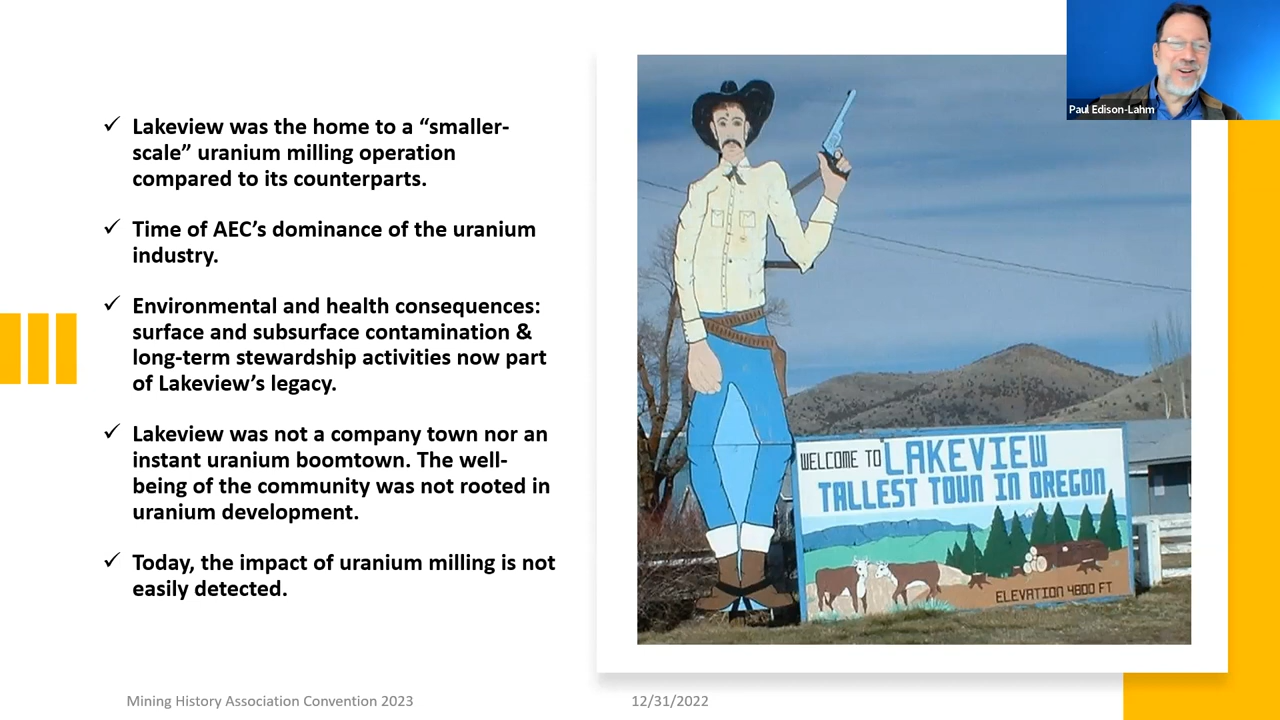 Lakeview was the home to a “smaller-
scale” uranium milling operation
compared to its counterparts.
Time of AEC’s dominance of the uranium
industry.
Environmental and health consequences:
surface and subsurface contamination &
long-term stewardship activities now part
of Lakeview’s legacy.
Lakeview was not a company town nor an
instant uranium boomtown. The well-
being of the community was not rooted in
uranium development.
Today, the impact of uranium milling is not
easily detected.
WELCOME TO LAKEVIEW
TALLEST TOWN IN OREGON
ELEVATION 4800 FT
Paul Edison-Lahm
Mining History Association Convention 2023
12/31/2022